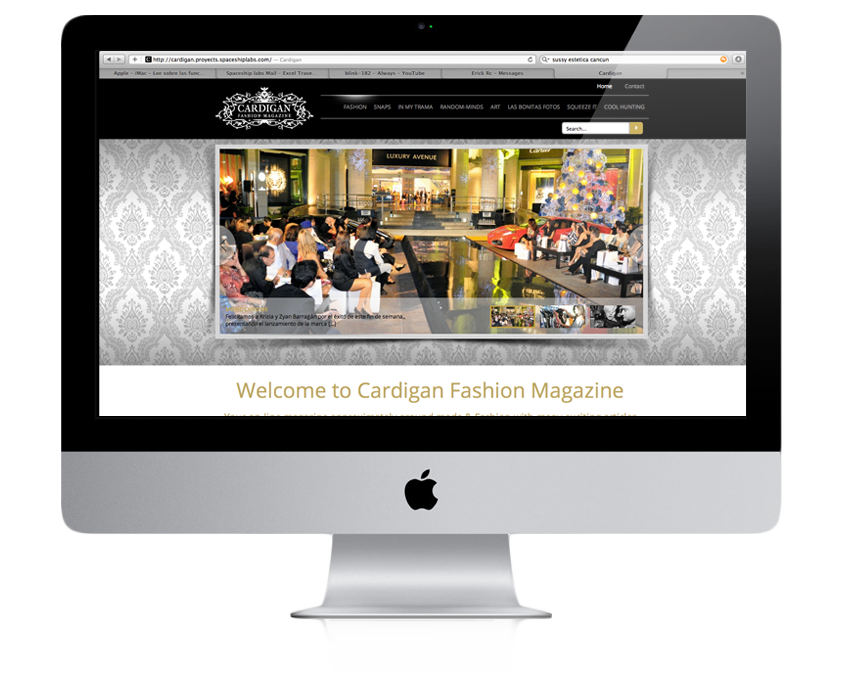 http://cardigan.proyects.spaceshiplabs.com/ — Cardigan
sussy estetica cancun
Apple - iMac - Lee sobre las func...
Spaceship labs Mail - Excel Trave...
blink-182 - Always - YouTube
Erick Rc - Messages
Cardigan
Home Contact
CARDIGAN
FASHION MAGAZINE
FASHION SNAPS IN MY TRAMA RANDOM-MINDS ART LAS BONITAS FOTOS SQUEEZE IT COOL HUNTING
Search...
LUXURY AVENUE
Cartier
Felicitamos a Krizia y Zyan Barragán por el éxito de este fin de semana,
el lanzamiento de la marca [...]
Welcome to Cardigan Fashion Magazine